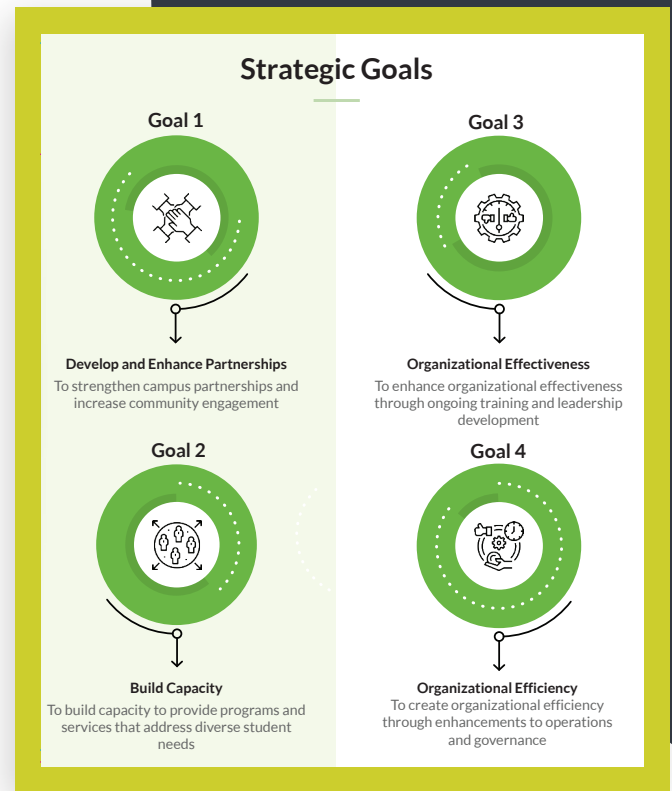 Strategic Goals
Goal 1
Develop and Enhance Partnerships
To strengthen campus partnerships and
increase community engagement
Goal 2
Build Capacity
To build capacity to provide programs and
services that address diverse student
needs
Goal 3
Organizational Effectiveness
To enhance organizational effectiveness
through ongoing training and leadership
development
Goal 4
Organizational Efficiency
To create organizational efficiency
through enhancements to operations
and governance